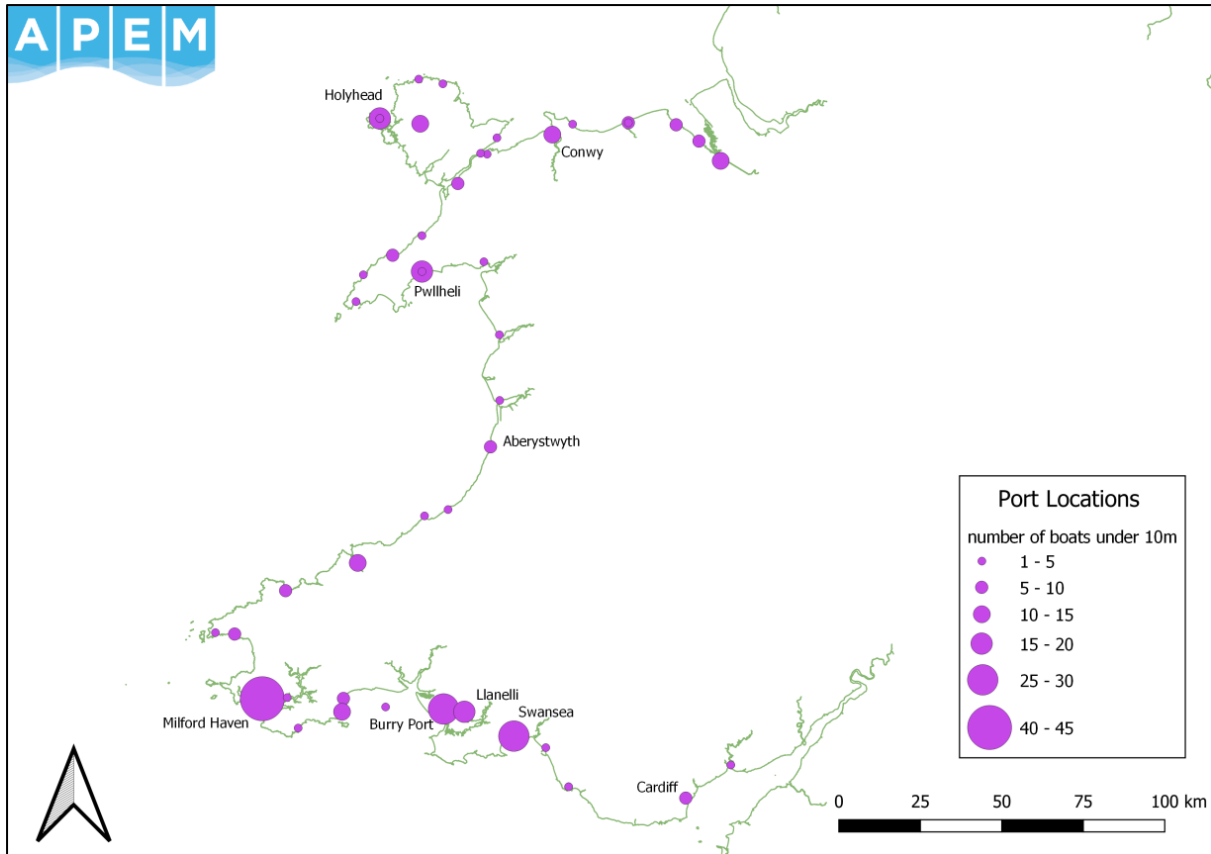 APEM
Holyhead
Conwy
Pwllheli
Aberystwyth
Milford Haven
Burry Port
Llanelli
Swansea
Cardiff
Port Locations
number of boats under 10m
1 - 5
5 - 10
10 - 15
15 - 20
25 - 30
40 - 45
0 25 50 75 100 km